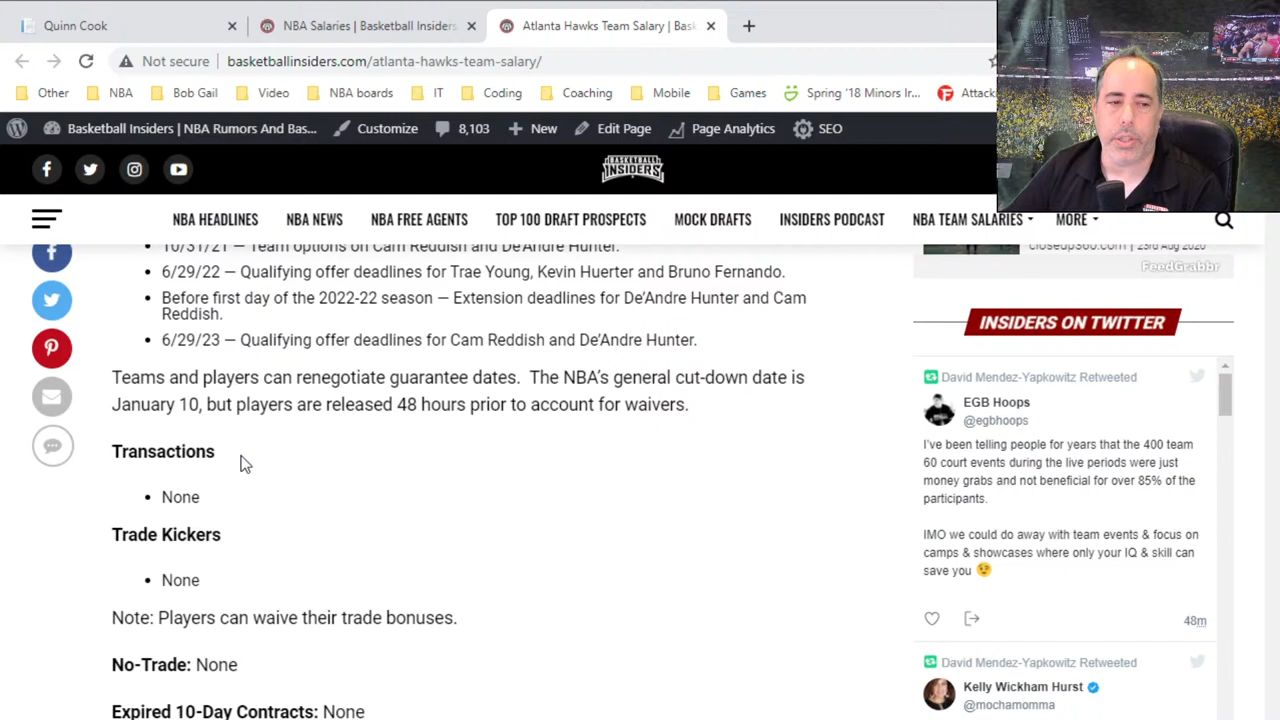 Quinn Cook
NBA Salaries | Basketball Insiders
Atlanta Hawks Team Salary | Bask
Not secure
basketballinsiders.com/atlanta-hawks-team-salary/
Other NBA Bob Gail Video NBA boards IT Coding Coaching Mobile Games Spring '18 Minors Ir... Attack
Basketball Insiders | NBA Rumors And Bas... Customize 8,103 New Edit Page Page Analytics SEO
BASKETBALL
INSIDERS
NBA HEADLINES NBA NEWS NBA FREE AGENTS TOP 100 DRAFT PROSPECTS MOCK DRAFTS INSIDERS PODCAST NBA TEAM SALARIES MORE
10/31/21 — Team options on Cam Reddish and De'Andre Hunter.
6/29/22 — Qualifying offer deadlines for Trae Young, Kevin Huerter and Bruno Fernando.
Before first day of the 2022-22 season — Extension deadlines for De'Andre Hunter and Cam
Reddish.
6/29/23 — Qualifying offer deadlines for Cam Reddish and De'Andre Hunter.
Teams and players can renegotiate guarantee dates. The NBA's general cut-down date is
January 10, but players are released 48 hours prior to account for waivers.
Transactions
None
Trade Kickers
None
Note: Players can waive their trade bonuses.
No-Trade: None
Expired 10-Day Contracts: None
closeup360.com | 23rd Aug 2020
FeedGrabbr
INSIDERS ON TWITTER
David Mendez-Yapkowitz Retweeted
EGB Hoops
@egbhoops
I've been telling people for years that the 400 team
60 court events during the live periods were just
money grabs and not beneficial for over 85% of the
participants.
IMO we could do away with team events & focus on
camps & showcases where only your IQ & skill can
save you 😉
48m
David Mendez-Yapkowitz Retweeted
Kelly Wickham Hurst
@mochamomma